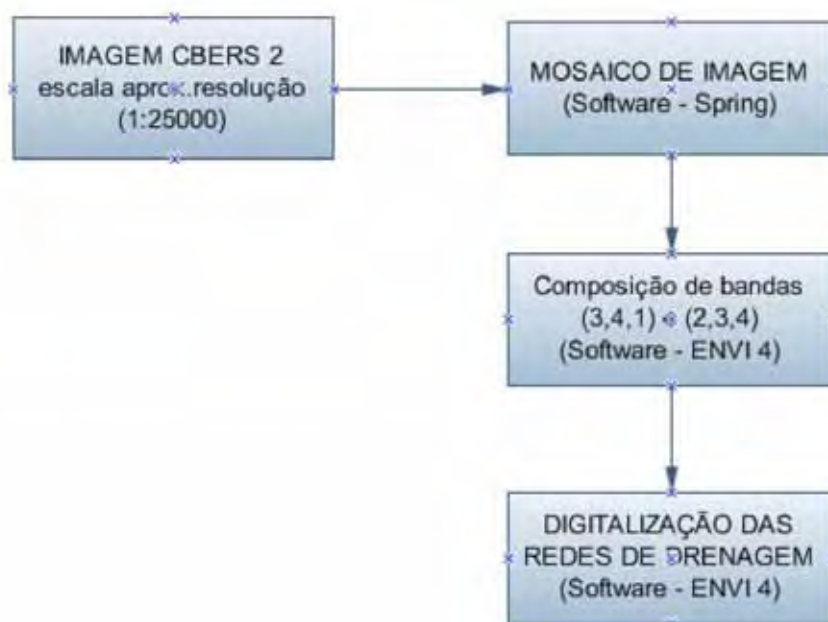 IMAGEM CBERS 2
escala aprox..resolução
(1:25000)
MOSAICO DE IMAGEM
(Software - Spring)
Composição de bandas
(3,4,1) e (2,3,4)
(Software - ENVI 4)
DIGITALIZAÇÃO DAS
REDES DE DRENAGEM
(Software - ENVI 4)